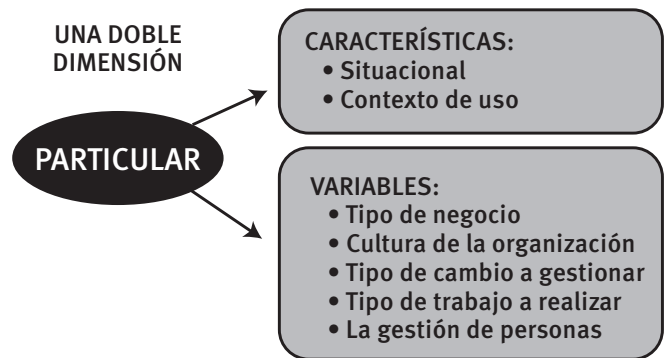 UNA DOBLE
DIMENSIÓN
PARTICULAR
CARACTERÍSTICAS:
• Situacional
• Contexto de uso
VARIABLES:
• Tipo de negocio
• Cultura de la organización
• Tipo de cambio a gestionar
• Tipo de trabajo a realizar
• La gestión de personas